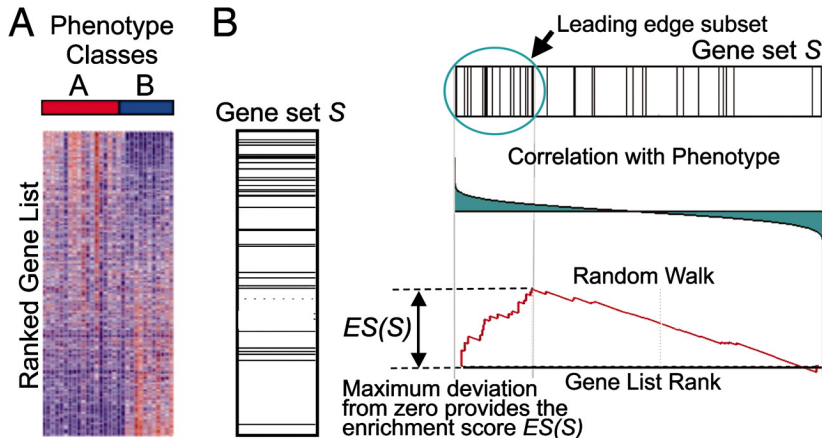 A
Phenotype
Classes
A
B
Ranked Gene List
B
Gene set S
Leading edge subset
Gene set S
Correlation with Phenotype
Random Walk
ES(S)
Gene List Rank
Maximum deviation
from zero provides the
enrichment score ES(S)